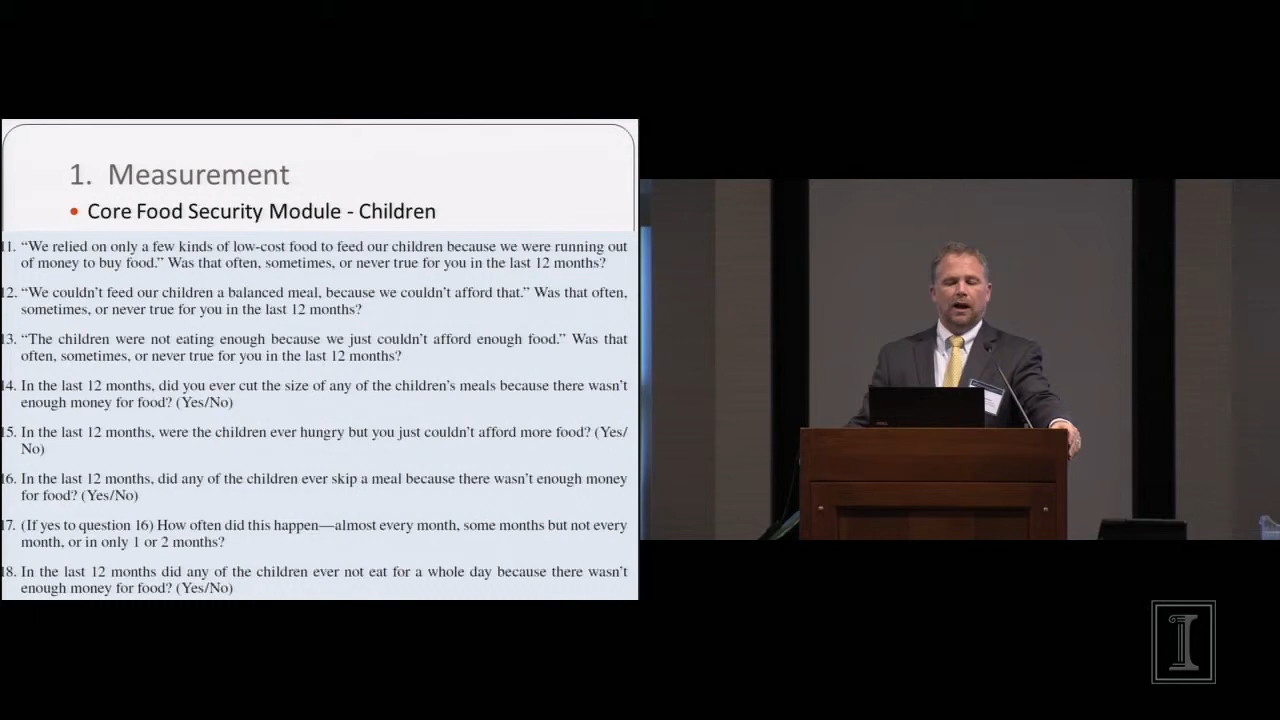 1. Measurement
• Core Food Security Module - Children
11. “We relied on only a few kinds of low-cost food to feed our children because we were running out
of money to buy food.” Was that often, sometimes, or never true for you in the last 12 months?
12. “We couldn’t feed our children a balanced meal, because we couldn’t afford that.” Was that often,
sometimes, or never true for you in the last 12 months?
13. “The children were not eating enough because we just couldn’t afford enough food.” Was that
often, sometimes, or never true for you in the last 12 months?
14. In the last 12 months, did you ever cut the size of any of the children’s meals because there wasn’t
enough money for food? (Yes/No)
15. In the last 12 months, were the children ever hungry but you just couldn’t afford more food? (Yes/
No)
16. In the last 12 months, did any of the children ever skip a meal because there wasn’t enough money
for food? (Yes/No)
17. (If yes to question 16) How often did this happen—almost every month, some months but not every
month, or in only 1 or 2 months?
18. In the last 12 months did any of the children ever not eat for a whole day because there wasn’t
enough money for food? (Yes/No)
I